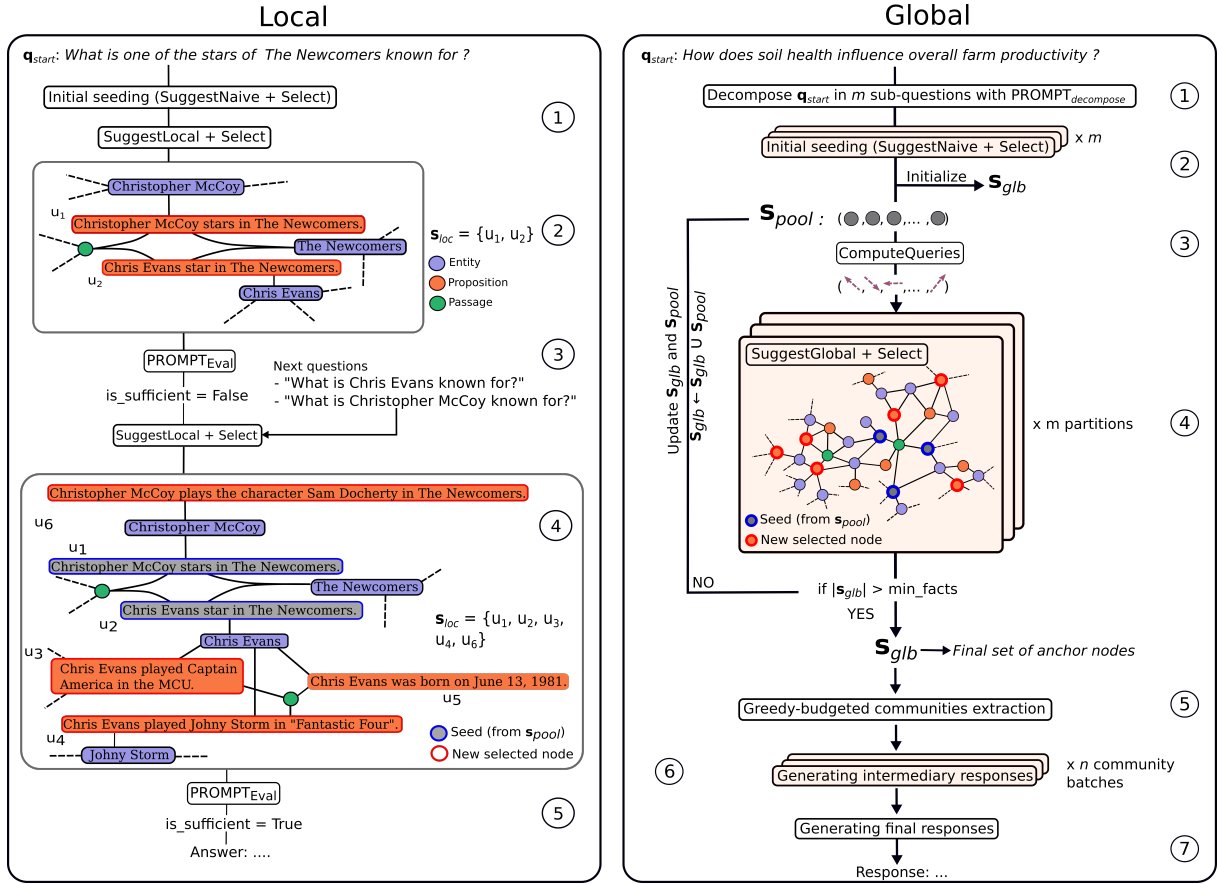 Local
q_start: What is one of the stars of The Newcomers known for ?
Initial seeding (SuggestNaive + Select)
1
SuggestLocal + Select
Christopher McCoy
u1
Christopher McCoy stars in The Newcomers.
The Newcomers
Chris Evans star in The Newcomers.
u2
Chris Evans
s_loc = {u1, u2}
2
Entity
Proposition
Passage
PROMPT_Eval
3
is_sufficient = False
Next questions
- "What is Chris Evans known for?"
- "What is Christopher McCoy known for?"
SuggestLocal + Select
Christopher McCoy plays the character Sam Docherty in The Newcomers.
u6
Christopher McCoy
4
u1
Christopher McCoy stars in The Newcomers.
The Newcomers
Chris Evans star in The Newcomers.
u2
s_loc = {u1, u2, u3,
u4, u6}
Chris Evans
u3
Chris Evans played Captain
America in the MCU.
Chris Evans was born on June 13, 1981.
u5
Chris Evans played Johny Storm in "Fantastic Four".
u4
Johny Storm
Seed (from s_pool)
New selected node
PROMPT_Eval
5
is_sufficient = True
Answer: ....
Global
q_start: How does soil health influence overall farm productivity ?
Decompose q_start in m sub-questions with PROMPT_decompose
1
Initial seeding (SuggestNaive + Select)
x m
2
Initialize
s_glb
s_pool : ( , , ,... , )
ComputeQueries
3
( , , ,... , )
Update s_glb and s_pool
s_glb ← s_glb ∪ s_pool
SuggestGlobal + Select
x m partitions
4
Seed (from s_pool)
New selected node
NO
if |s_glb| > min_facts
YES
s_glb
Final set of anchor nodes
Greedy-budgeted communities extraction
5
6
Generating intermediary responses
x n community
batches
Generating final responses
7
Response: ...